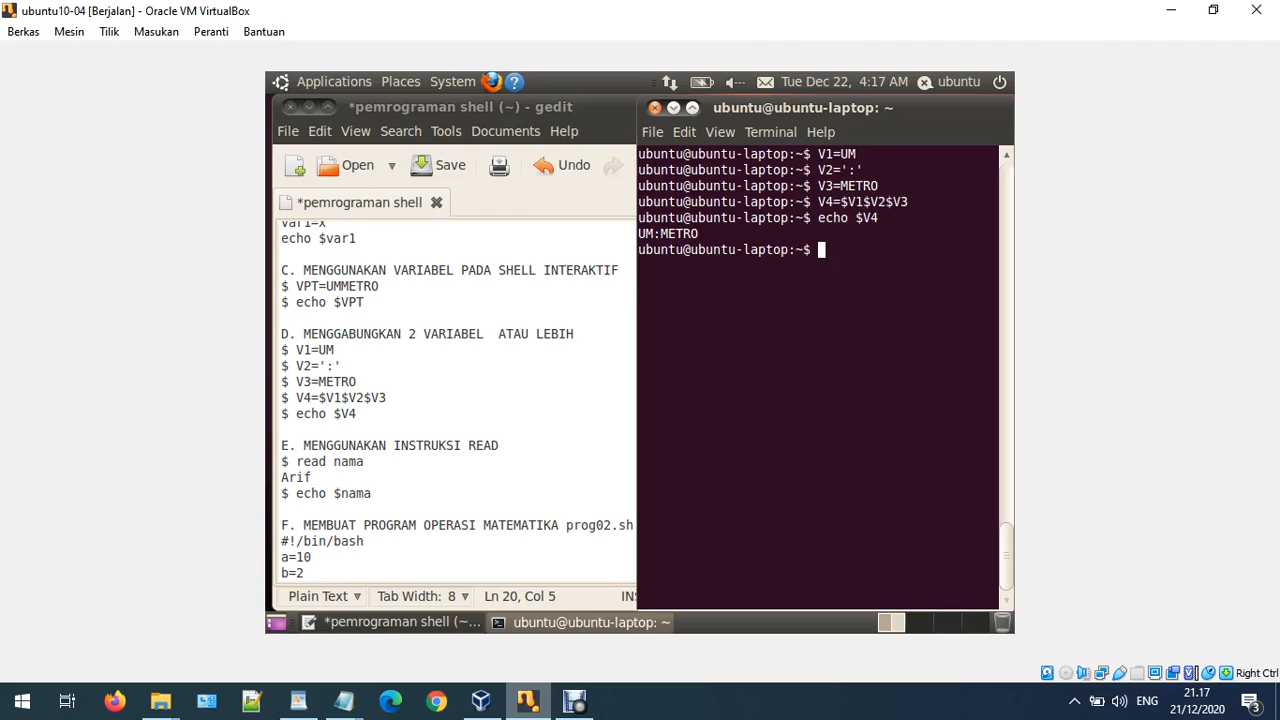 ubuntu10-04 [Berjalan] - Oracle VM VirtualBox
Berkas Mesin Tilik Masukan Peranti Bantuan
Applications Places System Tue Dec 22, 4:17 AM ubuntu
*pemrograman shell (~) - gedit
File Edit View Search Tools Documents Help
Open Save Undo
*pemrograman shell
var1=x
echo $var1
C. MENGGUNAKAN VARIABEL PADA SHELL INTERAKTIF
$ VPT=UMMETRO
$ echo $VPT
D. MENGGABUNGKAN 2 VARIABEL  ATAU LEBIH
$ V1=UM
$ V2=':'
$ V3=METRO
$ V4=$V1$V2$V3
$ echo $V4
E. MENGGUNAKAN INSTRUKSI READ
$ read nama
Arif
$ echo $nama
F. MEMBUAT PROGRAM OPERASI MATEMATIKA prog02.sh
#!/bin/bash
a=10
b=2
Plain Text Tab Width: 8 Ln 20, Col 5 INS
ubuntu@ubuntu-laptop: ~
File Edit View Terminal Help
ubuntu@ubuntu-laptop:~$ V1=UM
ubuntu@ubuntu-laptop:~$ V2=':'
ubuntu@ubuntu-laptop:~$ V3=METRO
ubuntu@ubuntu-laptop:~$ V4=$V1$V2$V3
ubuntu@ubuntu-laptop:~$ echo $V4
UM:METRO
ubuntu@ubuntu-laptop:~$
*pemrograman shell (~... ubuntu@ubuntu-laptop: ~
Right Ctrl
ENG
21.17
21/12/2020
3